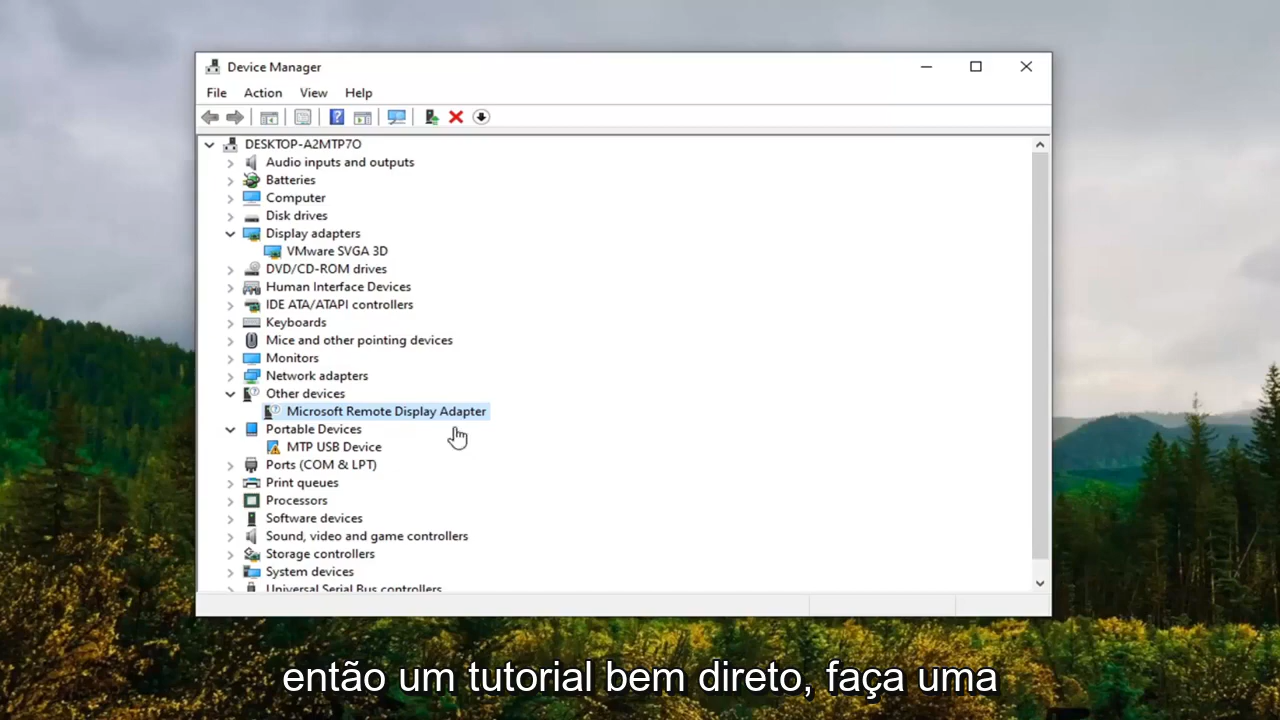 Device Manager
File Action View Help
DESKTOP-A2MTP7O
Audio inputs and outputs
Batteries
Computer
Disk drives
Display adapters
VMware SVGA 3D
DVD/CD-ROM drives
Human Interface Devices
IDE ATA/ATAPI controllers
Keyboards
Mice and other pointing devices
Monitors
Network adapters
Other devices
Microsoft Remote Display Adapter
Portable Devices
MTP USB Device
Ports (COM & LPT)
Print queues
Processors
Software devices
Sound, video and game controllers
Storage controllers
System devices
Universal Serial Bus controllers
então um tutorial bem direto, faça uma